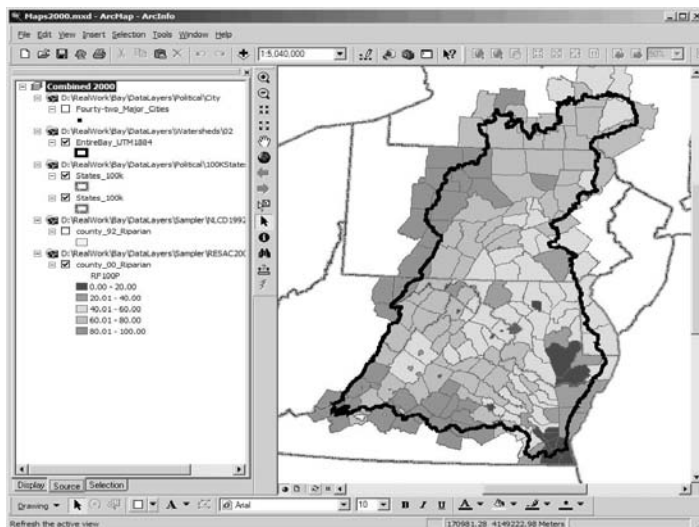 Maps2000.mxd - ArcMap - ArcInfo
File Edit View Insert Selection Tools Window Help
1:5,040,000
80%
Combined 2000
D:\RealWork\Bay\DataLayers\Political\City
Fourty-two_Major_Cities
D:\RealWork\Bay\DataLayers\Watersheds\02
EntireBay_UTM1884
D:\RealWork\Bay\DataLayers\Political\100KStates
States_100k
States_100k
D:\RealWork\Bay\DataLayers\Sampler\NLCD1992
county_92_Riparian
D:\RealWork\Bay\DataLayers\Sampler\RESAC200
county_00_Riparian
RF100P
0.00 - 20.00
20.01 - 40.00
40.01 - 60.00
60.01 - 80.00
80.01 - 100.00
Display Source Selection
Drawing A Arial 10 B I U A
Refresh the active view 170981.28 4149222.98 Meters